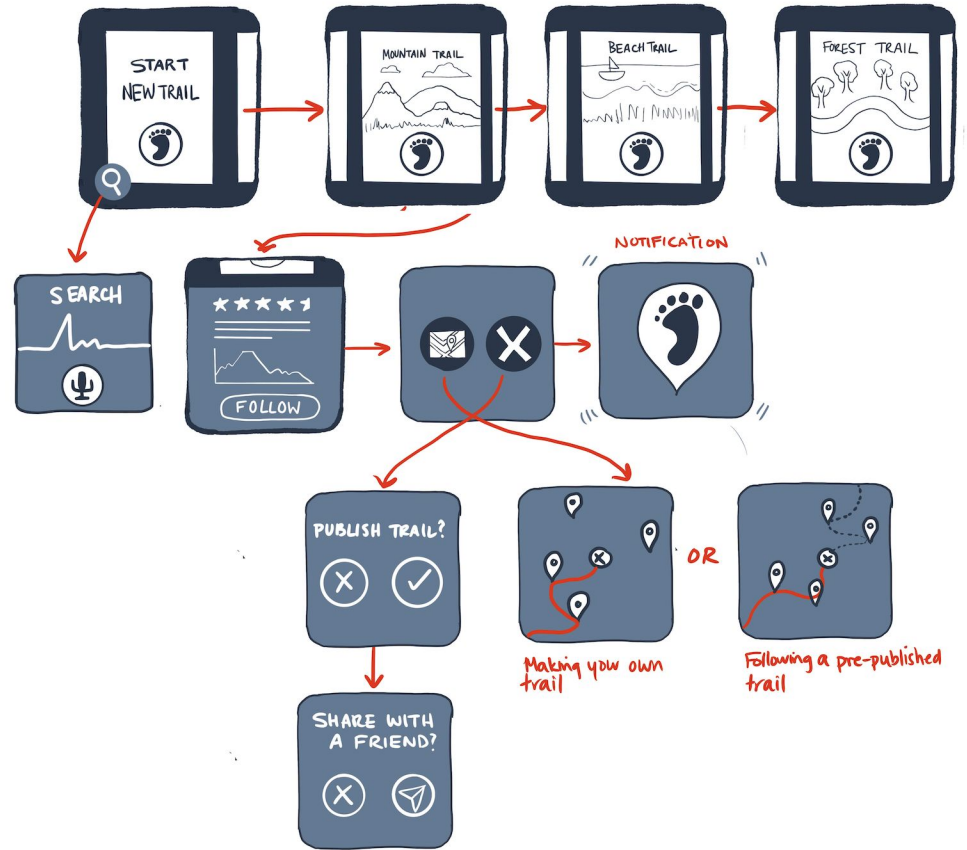 START
NEW TRAIL
MOUNTAIN TRAIL
BEACH TRAIL
FOREST TRAIL
SEARCH
NOTIFICATION
FOLLOW
PUBLISH TRAIL?
OR
Making your own
trail
Following a pre-published
trail
SHARE WITH
A FRIEND?